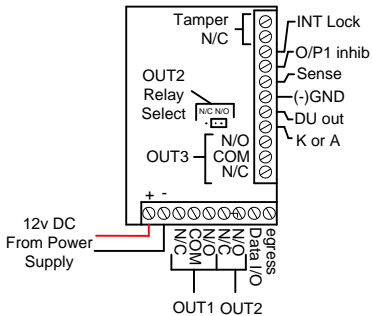 Tamper
N/C
INT Lock
O/P1 inhib
Sense
(-)GND
DU out
K or A
OUT2
Relay
Select
N/C N/O
OUT3
N/O
COM
N/C
+ -
12v DC
From Power
Supply
N/C
COM
N/O
N/C
N/O
Data I/O
egress
OUT1 OUT2